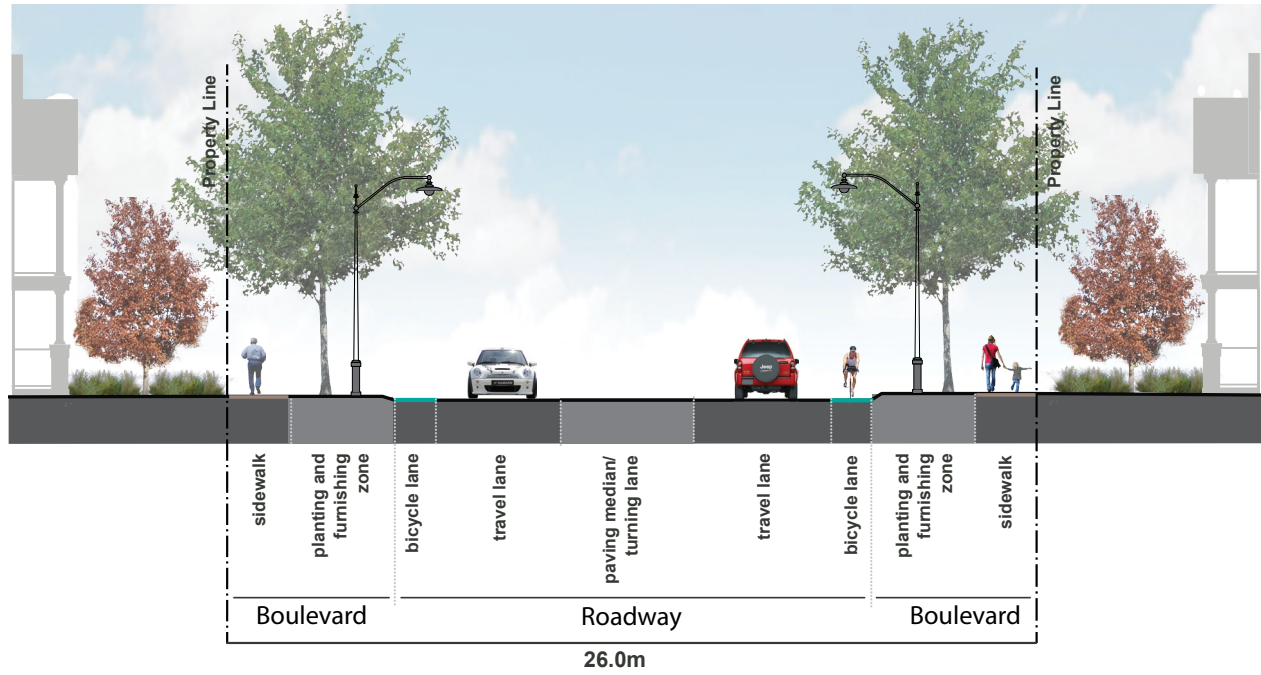 Property Line
Property Line
Jeep
sidewalk
planting and
furnishing
zone
bicycle lane
travel lane
paving median/
turning lane
travel lane
bicycle lane
planting and
furnishing
zone
sidewalk
Boulevard
Roadway
Boulevard
26.0m